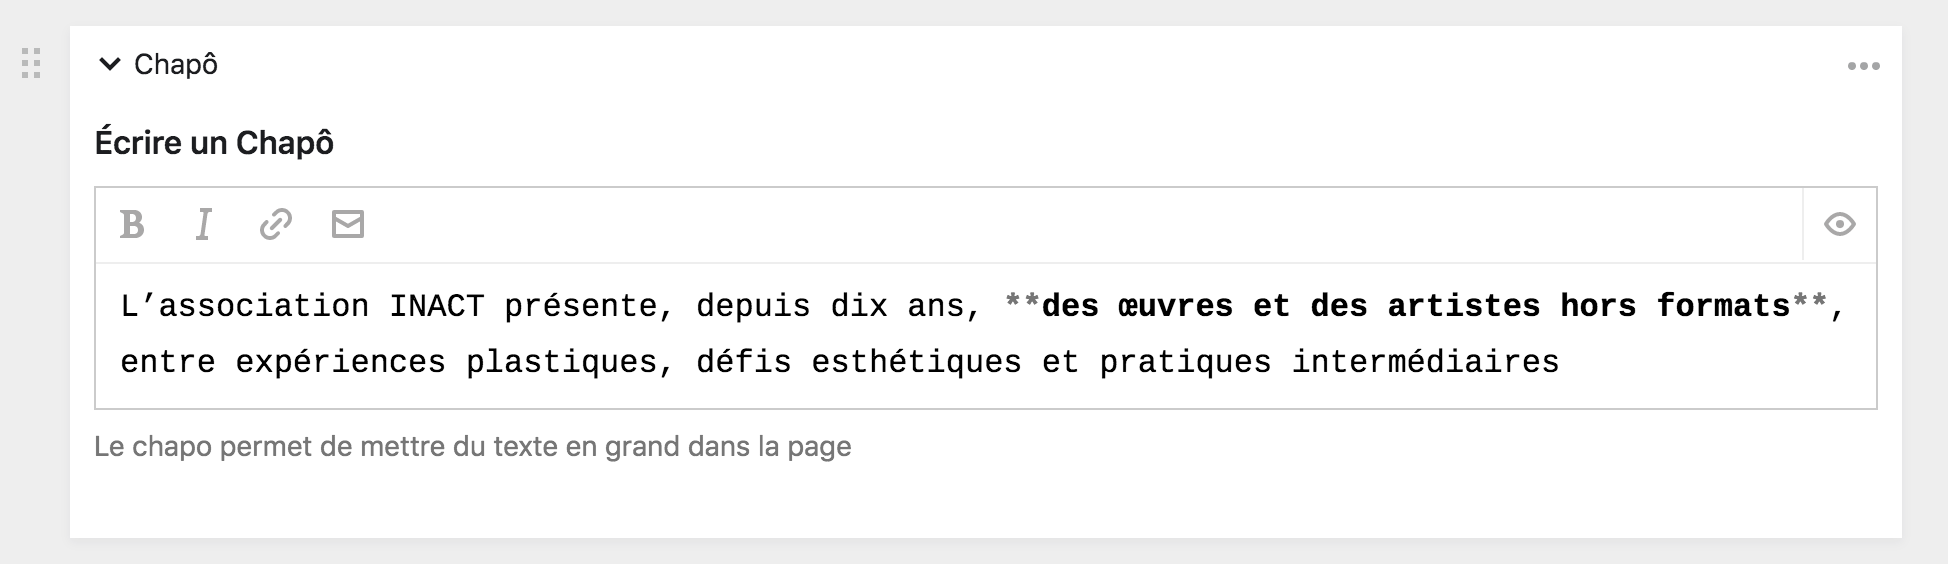 Chapô
Écrire un Chapô
L’association INACT présente, depuis dix ans, **des œuvres et des artistes hors formats**,
entre expériences plastiques, défis esthétiques et pratiques intermédiaires
Le chapo permet de mettre du texte en grand dans la page